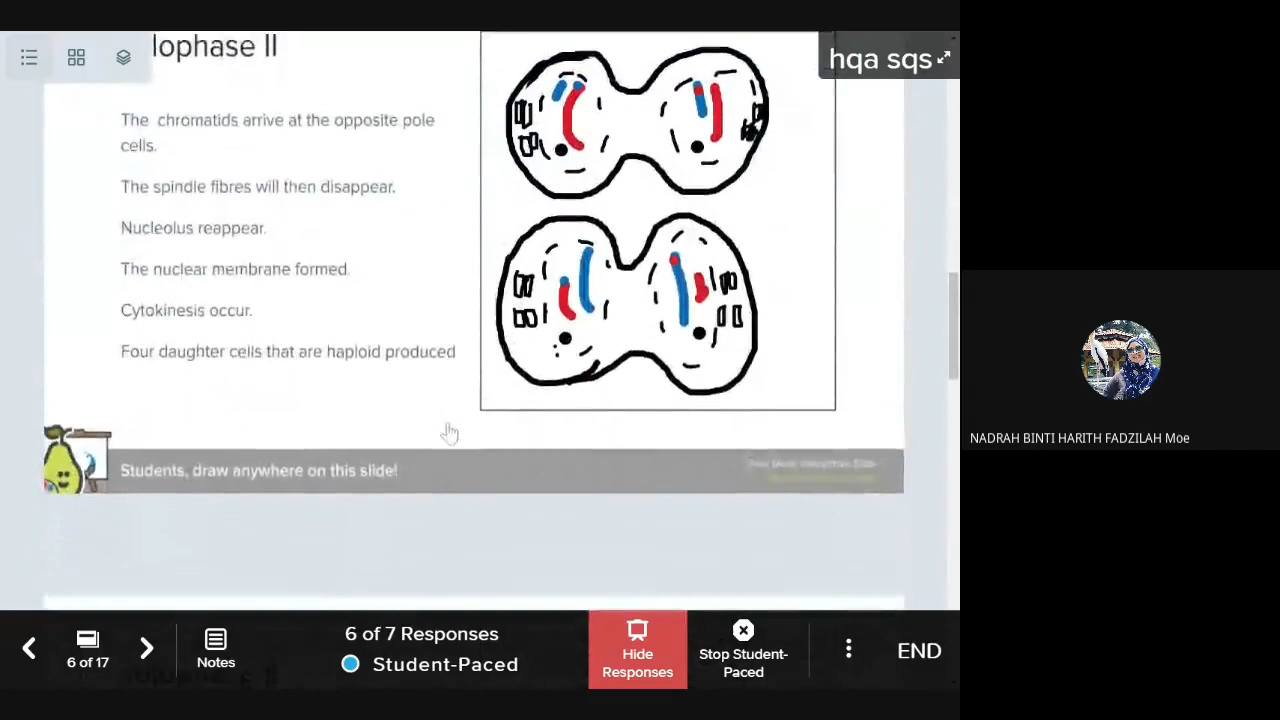 lophase II
hqa sqs
The chromatids arrive at the opposite pole
cells.
The spindle fibres will then disappear.
Nucleolus reappear.
The nuclear membrane formed.
Cytokinesis occur.
Four daughter cells that are haploid produced
NADRAH BINTI HARITH FADZILAH Moe
Students, draw anywhere on this slide!
6 of 17
Notes
6 of 7 Responses
Student-Paced
Hide
Responses
Stop Student-
Paced
END